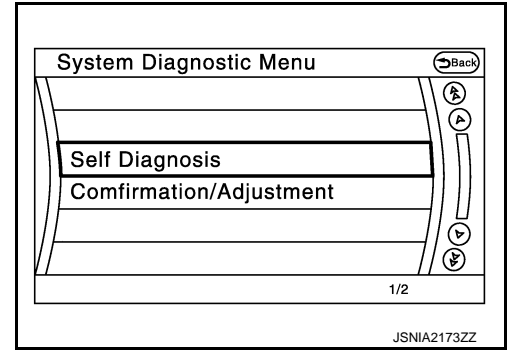 System Diagnostic Menu
Back
Self Diagnosis
Comfirmation/Adjustment
1/2
JSNIA2173ZZ